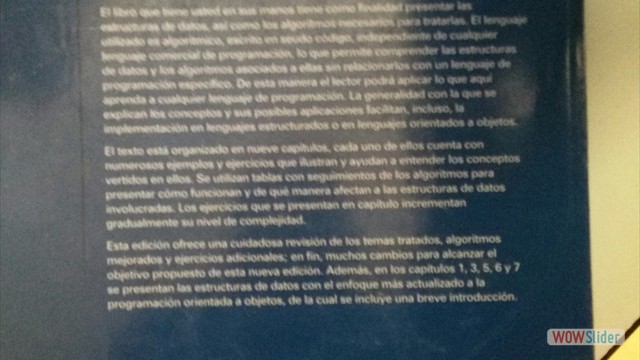 El libro que tiene usted en sus manos tiene como finalidad presentar las
estructuras de datos, así como los algoritmos necesarios para tratarlas. El lenguaje
utilizado es algorítmico, escrito en seudo código, independiente de cualquier
lenguaje comercial de programación, lo que permite comprender las estructuras
de datos y los algoritmos asociados a ellas sin relacionarlos con un lenguaje de
programación específico. De esta manera el lector podrá aplicar lo que aquí
aprenda a cualquier lenguaje de programación. La generalidad con la que se
explican los conceptos y sus posibles aplicaciones facilitan, incluso, la
implementación en lenguajes estructurados o en lenguajes orientados a objetos.
El texto está organizado en nueve capítulos, cada uno de ellos cuenta con
numerosos ejemplos y ejercicios que ilustran y ayudan a entender los conceptos
vertidos en ellos. Se utilizan tablas con seguimientos de los algoritmos para
presentar cómo funcionan y de qué manera afectan a las estructuras de datos
involucradas. Los ejercicios que se presentan en capítulo incrementan
gradualmente su nivel de complejidad.
Esta edición ofrece una cuidadosa revisión de los temas tratados, algoritmos
mejorados y ejercicios adicionales; en fin, muchos cambios para alcanzar el
objetivo propuesto de esta nueva edición. Además, en los capítulos 1, 3, 5, 6 y 7
se presentan las estructuras de datos con el enfoque más actualizado a la
programación orientada a objetos, de la cual se incluye una breve introducción.
WOWSlider